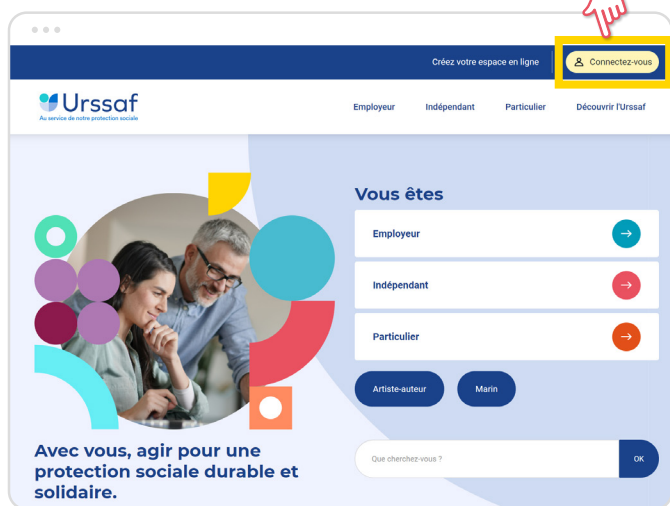 Créez votre espace en ligne
Connectez-vous
Urssaf
Au service de notre protection sociale
Employeur
Indépendant
Particulier
Découvrir l'Urssaf
Vous êtes
Employeur
Indépendant
Particulier
Artiste-auteur
Marin
Que cherchez-vous ?
OK
Avec vous, agir pour une
protection sociale durable et
solidaire.